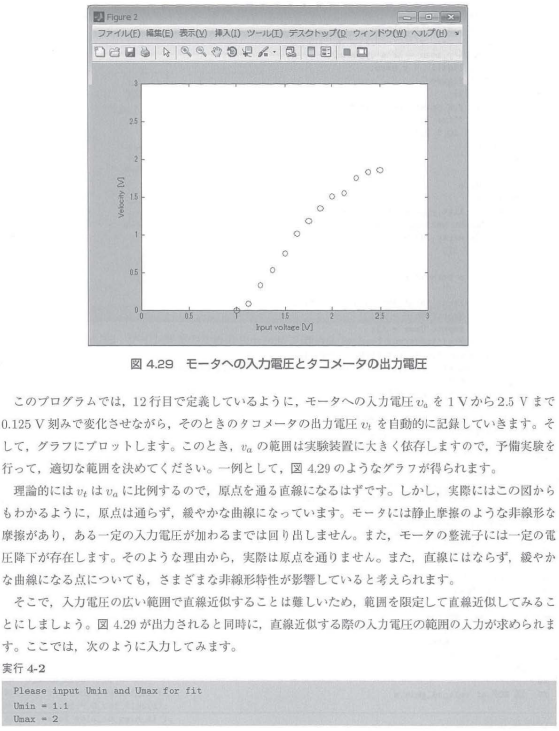 Figure 2
ファイル(F) 編集(E) 表示(V) 挿入(I) ツール(T) デスクトップ(D) ウィンドウ(W) ヘルプ(H)
3
2.5
2
1.5
1
0.5
0
Velocity [V]
0 0.5 1 1.5 2 2.5 3
Input voltage [V]
図 4.29 モータへの入力電圧とタコメータの出力電圧
このプログラムでは，12 行目で定義しているように，モータへの入力電圧 va を 1 V から 2.5 V まで
0.125 V 刻みで変化させながら，そのときのタコメータの出力電圧 vt を自動的に記録していきます。そ
して，グラフにプロットします。このとき，va の範囲は実験装置に大きく依存しますので，予備実験を
行って，適切な範囲を決めてください。一例として，図 4.29 のようなグラフが得られます。
理論的には vt は va に比例するので，原点を通る直線になるはずです。しかし，実際にはこの図から
もわかるように，原点は通らず，緩やかな曲線になっています。モータには静止摩擦のような非線形な
摩擦があり，ある一定の入力電圧が加わるまでは回り出しません。また，モータの整流子には一定の電
圧降下が存在します。そのような理由から，実際は原点を通りません。また，直線にはならず，緩やか
な曲線になる点についても，さまざまな非線形特性が影響していると考えられます。
そこで，入力電圧の広い範囲で直線近似することは難しいため，範囲を限定して直線近似してみるこ
とにしましょう。図 4.29 が出力されると同時に，直線近似する際の入力電圧の範囲の入力が求められま
す。ここでは，次のように入力してみます。
実行 4-2
Please input Umin and Umax for fit
Umin = 1.1
Umax = 2